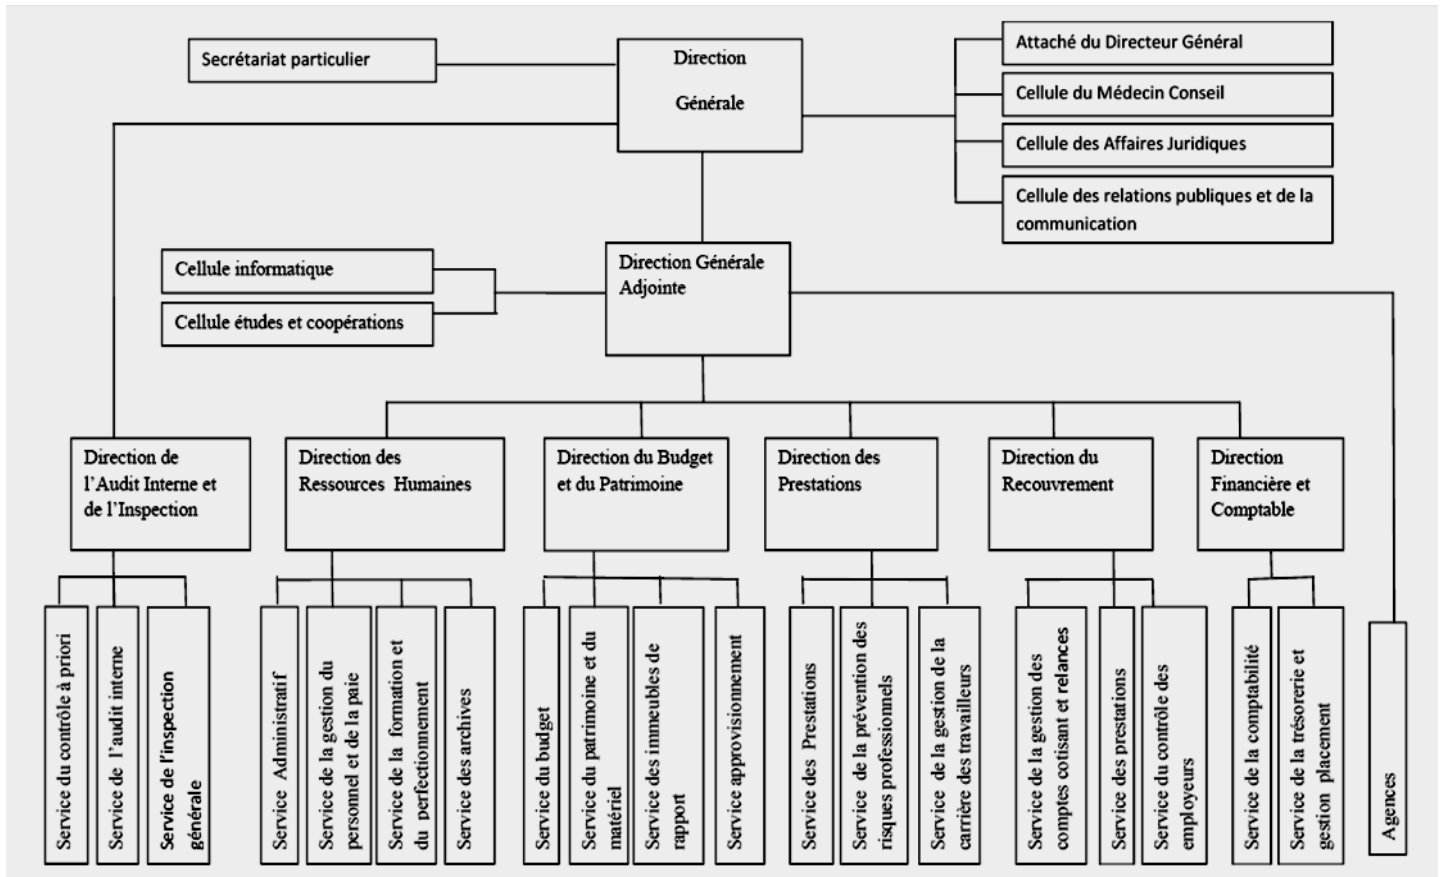 Secrétariat particulier
Direction
Générale
Attaché du Directeur Général
Cellule du Médecin Conseil
Cellule des Affaires Juridiques
Cellule des relations publiques et de la
communication
Cellule informatique
Cellule études et coopérations
Direction Générale
Adjointe
Direction de
l'Audit Interne et
de l'Inspection
Direction des
Ressources Humaines
Direction du Budget
et du Patrimoine
Direction des
Prestations
Direction du
Recouvrement
Direction
Financière et
Comptable
Service du contrôle à priori
Service de l'audit interne
Service de l'inspection
générale
Service Administratif
Service de la gestion du
personnel et de la paie
Service de la formation et
du perfectionnement
Service des archives
Service du budget
Service du patrimoine et du
matériel
Service des immeubles de
rapport
Service approvisionnement
Service des Prestations
Service de la prévention des
risques professionnels
Service de la gestion de la
carrière des travailleurs
Service de la gestion des
comptes cotisant et relances
Service des prestations
Service du contrôle des
employeurs
Service de la comptabilité
Service de la trésorerie et
gestion placement
Agences